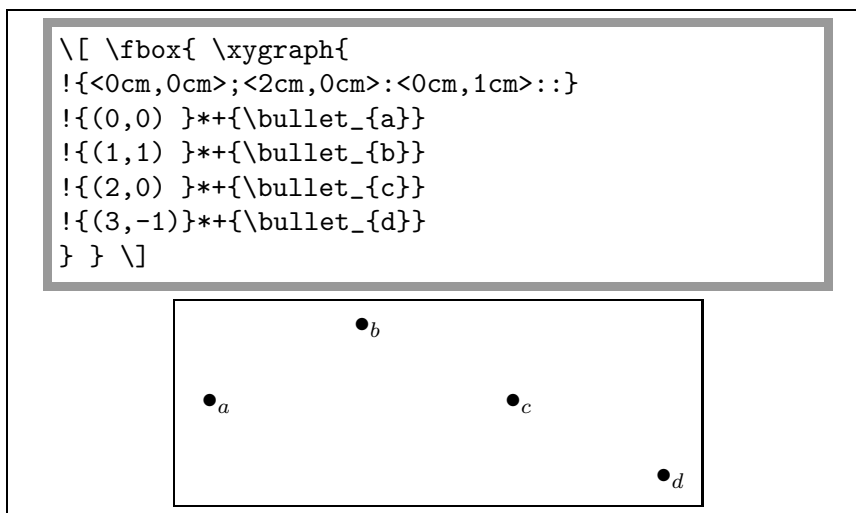 \[ \fbox{ \xygraph{
!{<0cm,0cm>;<2cm,0cm>:<0cm,1cm>::}
!{(0,0) }*+{\bullet_{a}}
!{(1,1) }*+{\bullet_{b}}
!{(2,0) }*+{\bullet_{c}}
!{(3,-1)}*+{\bullet_{d}}
} } \]
•b
•a •c
•d